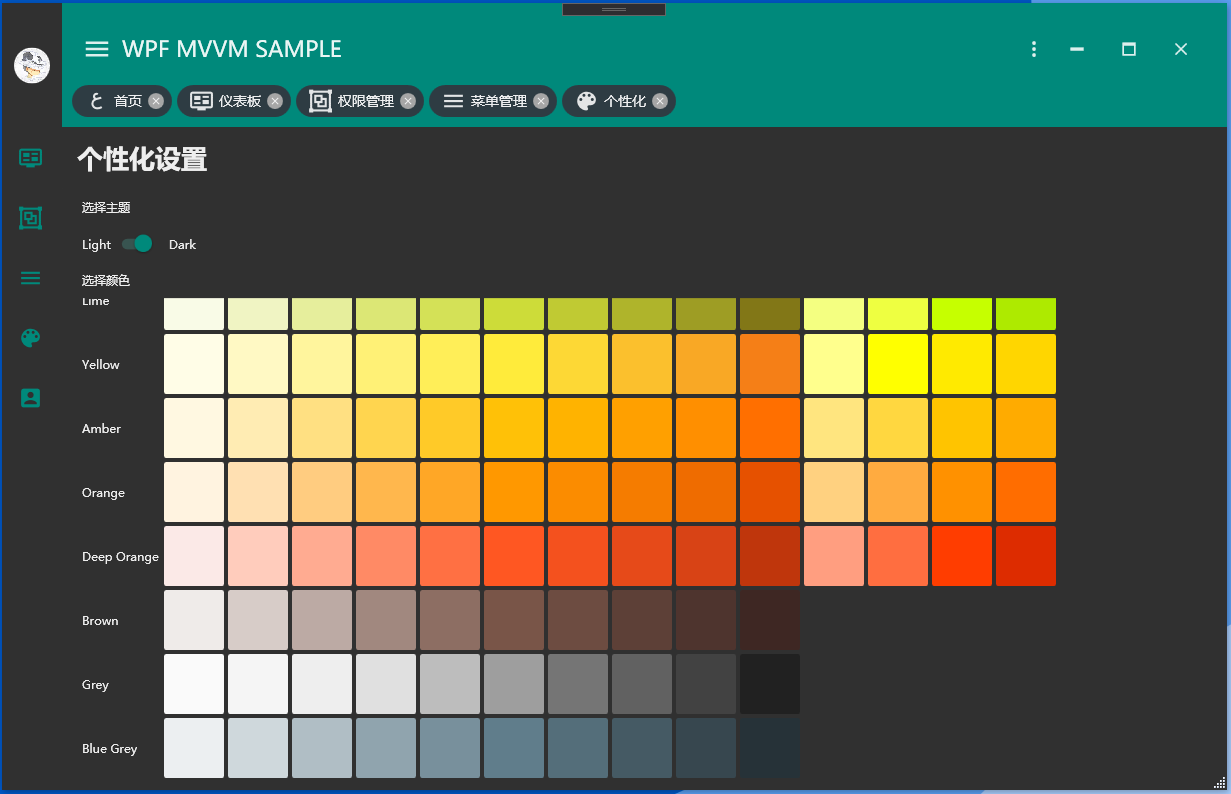 WPF MVVM SAMPLE
首页 仪表板 权限管理 菜单管理 个性化
个性化设置
选择主题
Light Dark
选择颜色
Lime
Yellow
Amber
Orange
Deep Orange
Brown
Grey
Blue Grey